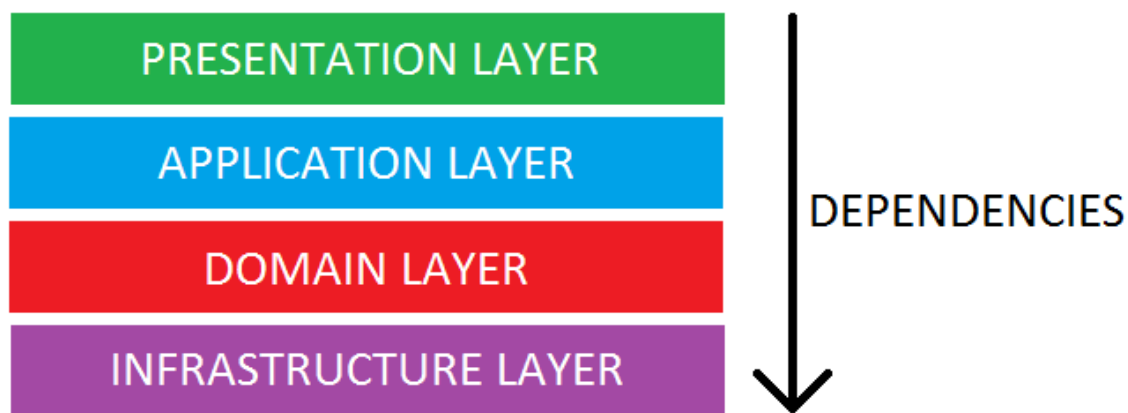 PRESENTATION LAYER
APPLICATION LAYER
DEPENDENCIES
DOMAIN LAYER
INFRASTRUCTURE LAYER